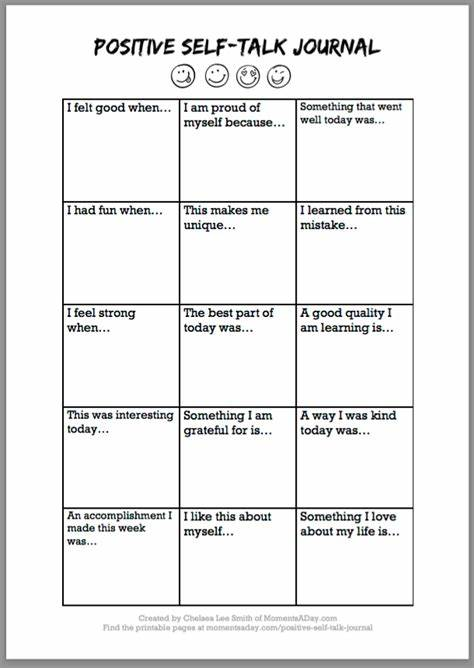 POSITIVE SELF-TALK JOURNAL
I felt good when...
I am proud of
myself because...
Something that went
well today was...
I had fun when...
This makes me
unique...
I learned from this
mistake...
I feel strong
when...
The best part of
today was...
A good quality I
am learning is...
This was interesting
today...
Something I am
grateful for is...
A way I was kind
today was...
An accomplishment I
made this week
was...
I like this about
myself...
Something I love
about my life is...
Created by Chelsea Lee Smith of MomentsADay.com
Find the printable pages at momentsaday.com/positive-self-talk-journal